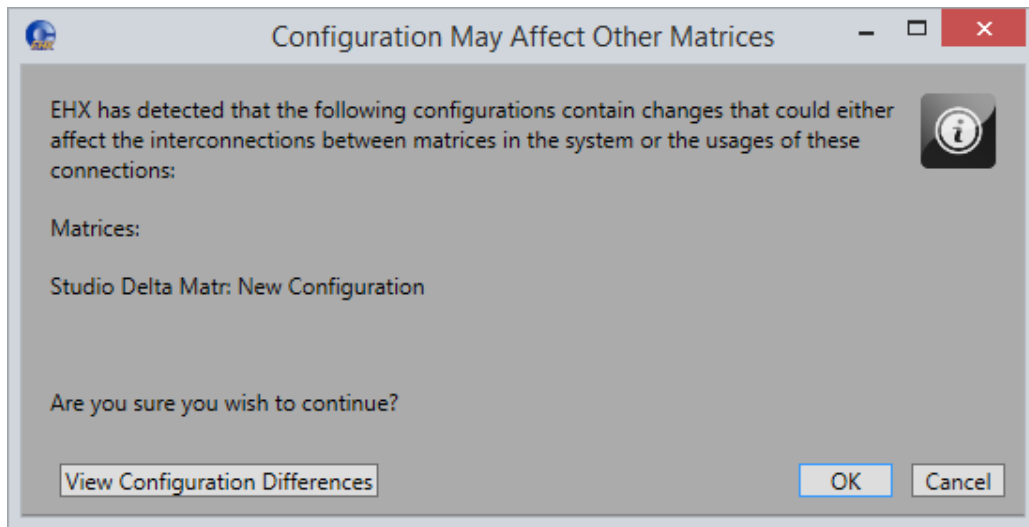 Configuration May Affect Other Matrices
EHX has detected that the following configurations contain changes that could either
affect the interconnections between matrices in the system or the usages of these
connections:
Matrices:
Studio Delta Matr: New Configuration
Are you sure you wish to continue?
View Configuration Differences
OK
Cancel